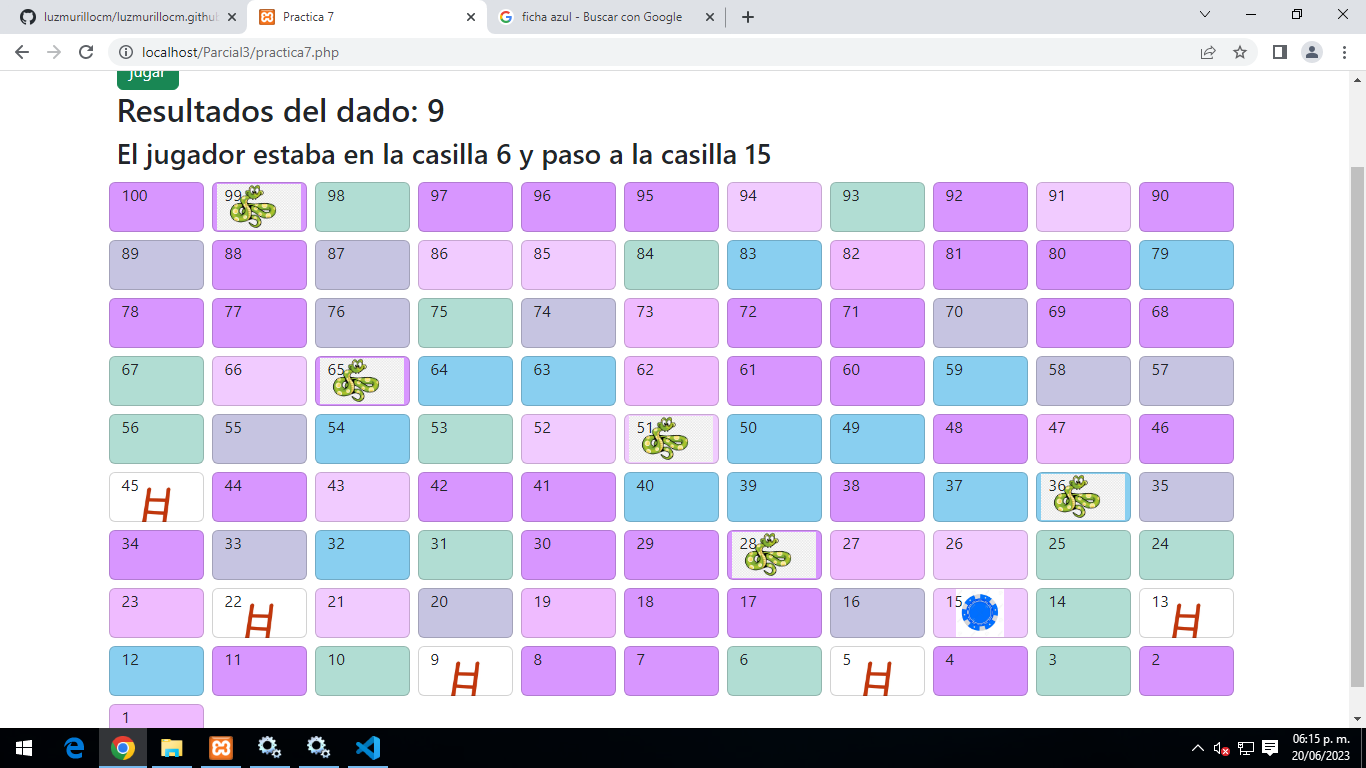 luzmurillocm/luzmurillocm.githu
Practica 7
ficha azul - Buscar con Google
localhost/Parcial3/practica7.php
jugar
Resultados del dado: 9
El jugador estaba en la casilla 6 y paso a la casilla 15
100 99 98 97 96 95 94 93 92 91 90
89 88 87 86 85 84 83 82 81 80 79
78 77 76 75 74 73 72 71 70 69 68
67 66 65 64 63 62 61 60 59 58 57
56 55 54 53 52 51 50 49 48 47 46
45 44 43 42 41 40 39 38 37 36 35
34 33 32 31 30 29 28 27 26 25 24
23 22 21 20 19 18 17 16 15 14 13
12 11 10 9 8 7 6 5 4 3 2
1
06:15 p. m.
20/06/2023